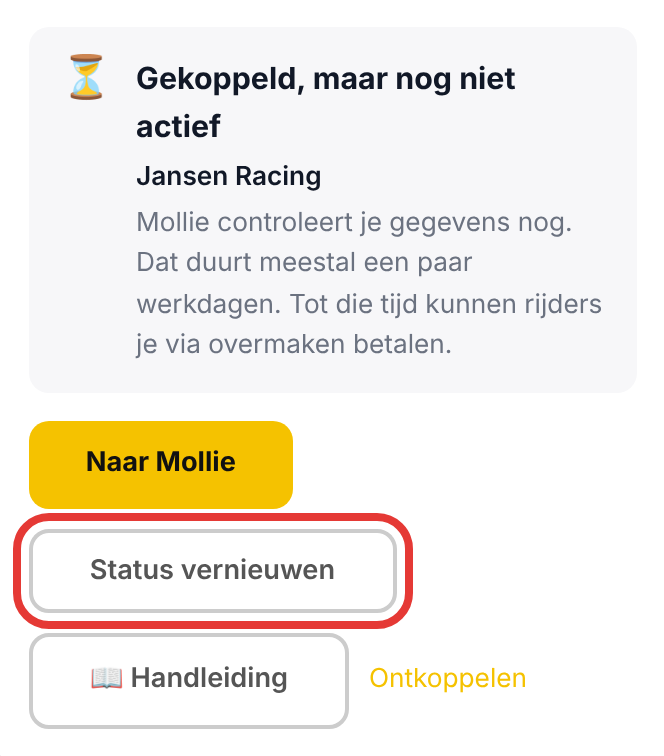 Gekoppeld, maar nog niet
actief
Jansen Racing
Mollie controleert je gegevens nog.
Dat duurt meestal een paar
werkdagen. Tot die tijd kunnen rijders
je via overmaken betalen.
Naar Mollie
Status vernieuwen
📖 Handleiding
Ontkoppelen